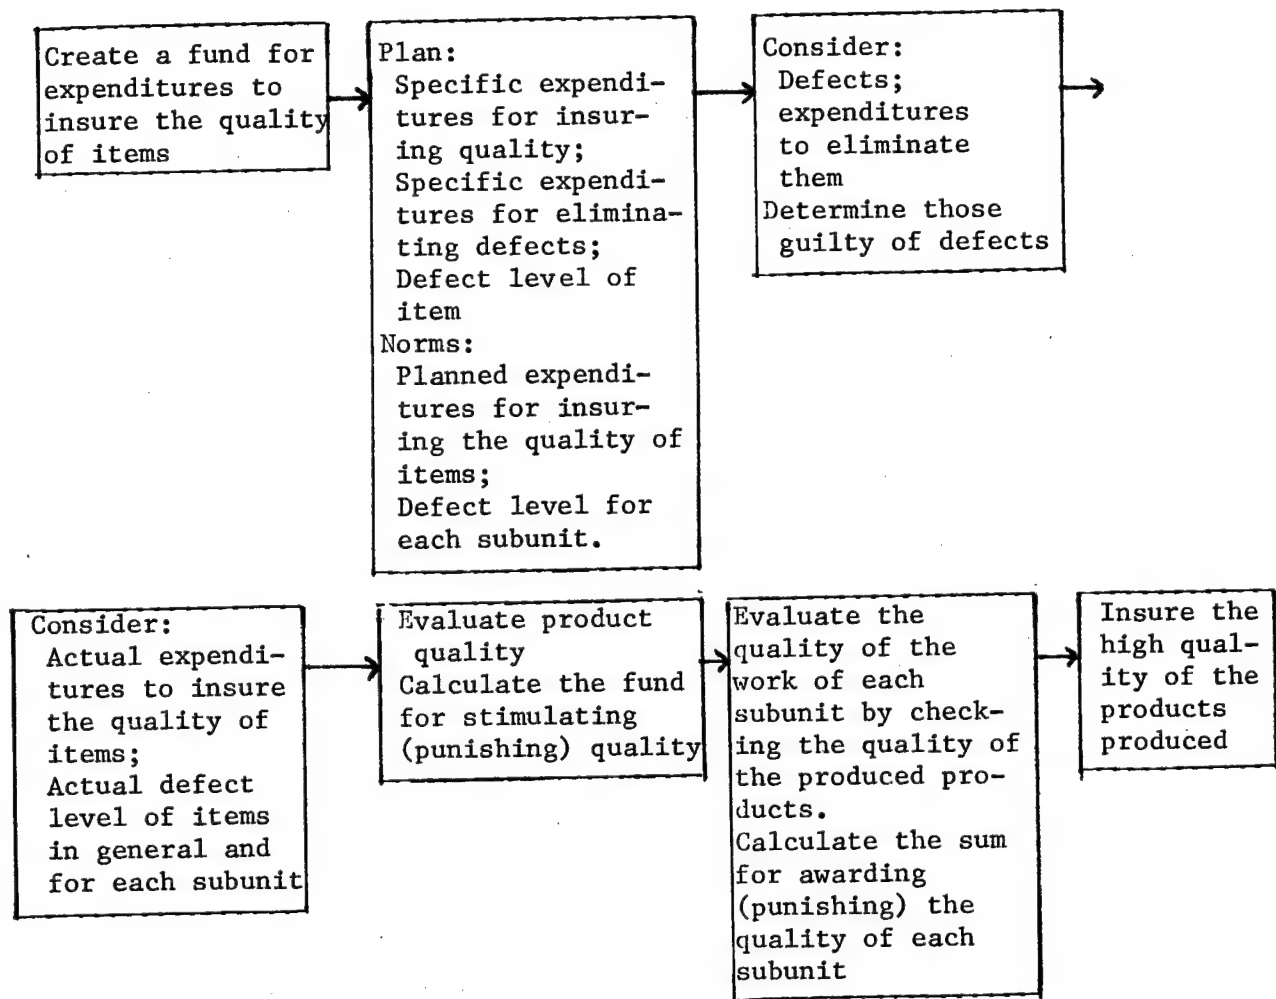 Create a fund for
expenditures to
insure the quality
of items
Plan:
Specific expendi-
tures for insur-
ing quality;
Specific expendi-
tures for elimina-
ting defects;
Defect level of
item
Norms:
Planned expendi-
tures for insur-
ing the quality of
items;
Defect level for
each subunit.
Consider:
Defects;
expenditures
to eliminate
them
Determine those
guilty of defects
Consider:
Actual expendi-
tures to insure
the quality of
items;
Actual defect
level of items
in general and
for each subunit
Evaluate product
quality
Calculate the fund
for stimulating
(punishing) quality
Evaluate the
quality of the
work of each
subunit by check-
ing the quality of
the produced pro-
ducts.
Calculate the sum
for awarding
(punishing) the
quality of each
subunit
Insure the
high qual-
ity of the
products
produced